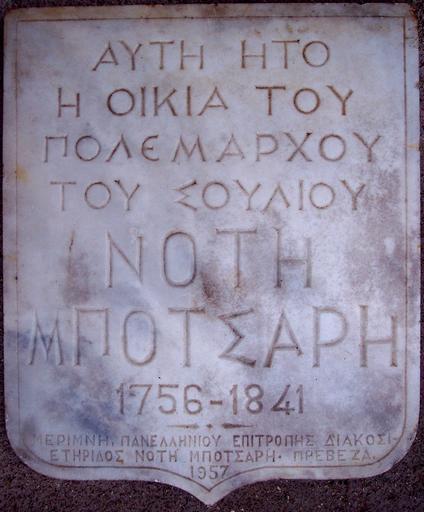 ΑΥΤΗ ΗΤΟ
Η ΟΙΚΙΑ ΤΟΥ
ΠΟΛΕΜΑΡΧΟΥ
ΤΟΥ ΣΟΥΛΙΟΥ
ΝΟΤΗ
ΜΠΟΤΣΑΡΗ
1756-1841
ΜΕΡΙΜΝΗ. ΠΑΝΕΛΛΗΝΙΟΥ ΕΠΙΤΡΟΠΗΣ ΔΙΑΚΟΣΙ-
ΕΤΗΡΙΔΟΣ ΝΟΤΗ ΜΠΟΤΣΑΡΗ· ΠΡΕΒΕΖΑ.
1957